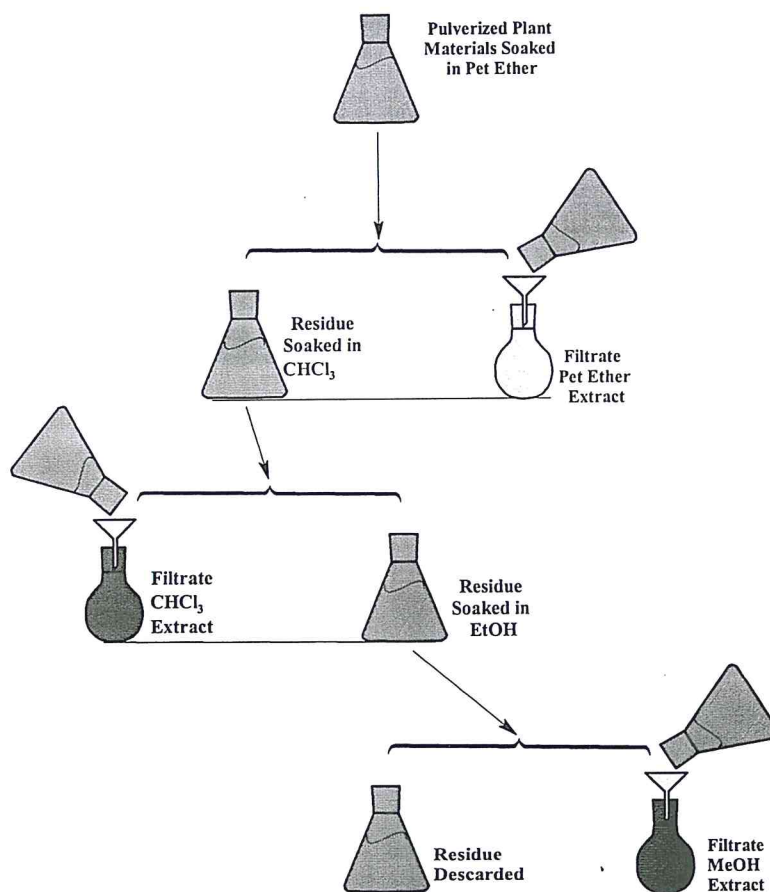 Pulverized Plant
Materials Soaked
in Pet Ether
Residue
Soaked in
CHCl₃
Filtrate
Pet Ether
Extract
Filtrate
CHCl₃
Extract
Residue
Soaked in
EtOH
Residue
Descarded
Filtrate
MeOH
Extract